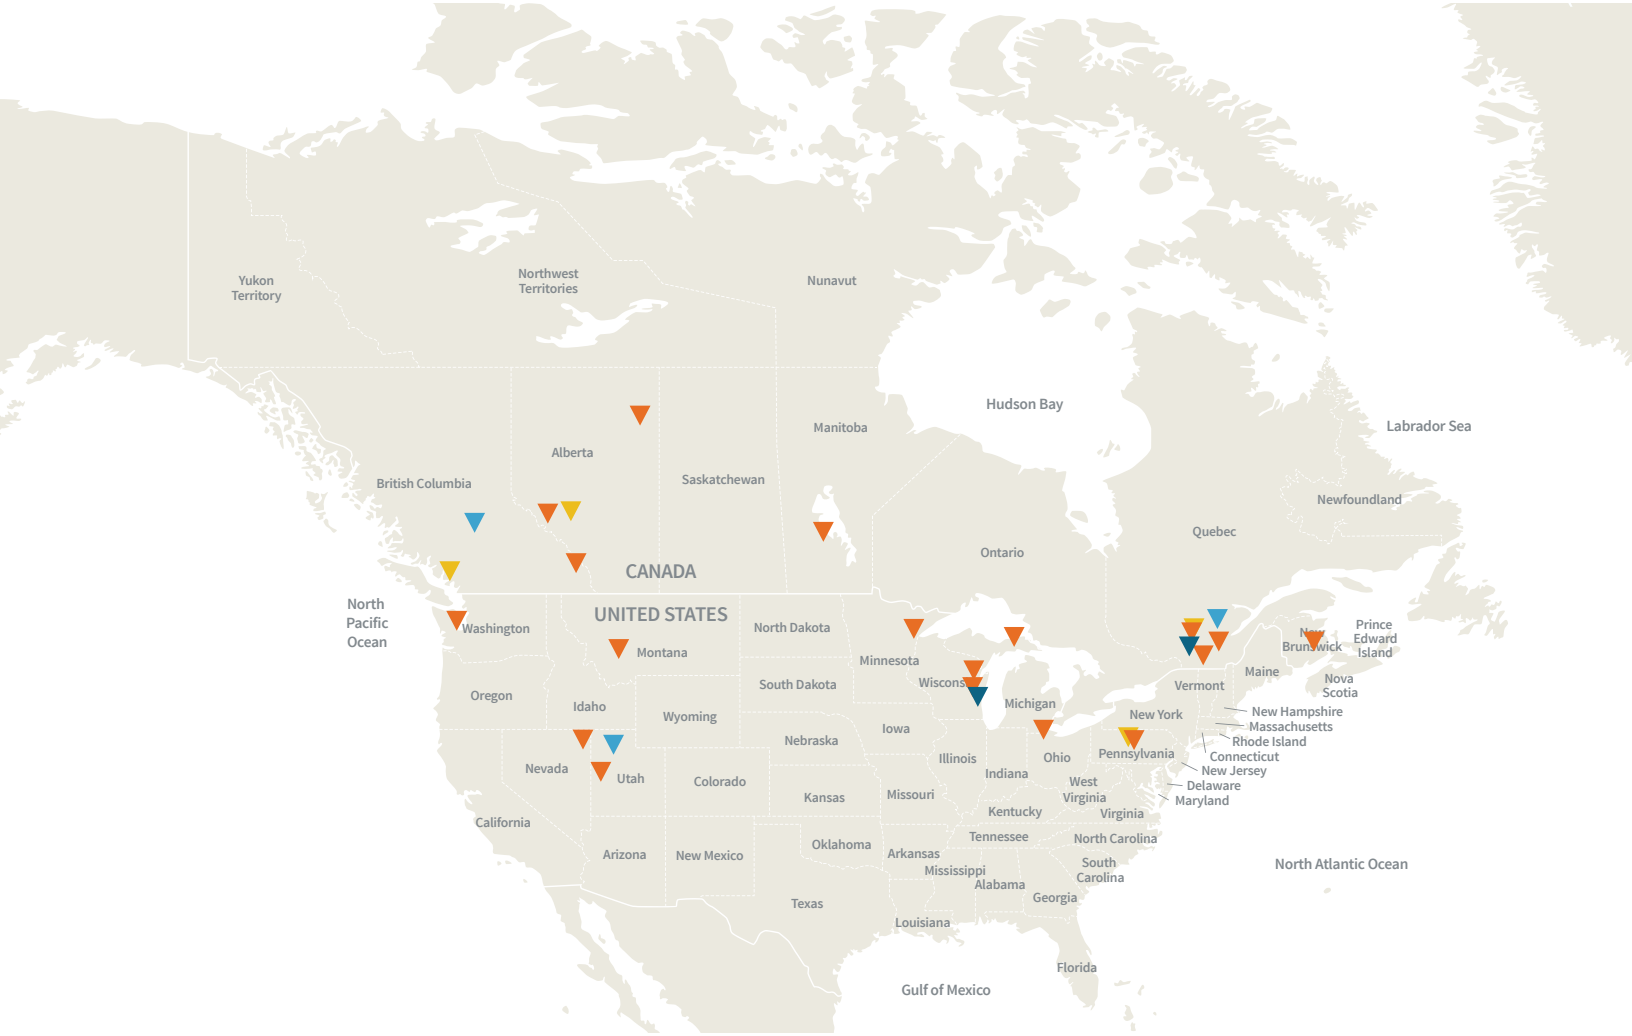 Yukon
Territory
Northwest
Territories
Nunavut
Hudson Bay
Labrador Sea
Manitoba
Alberta
British Columbia
Saskatchewan
Newfoundland
Quebec
Ontario
CANADA
North
Pacific
Ocean
UNITED STATES
Washington
North Dakota
Montana
Minnesota
New
Brunswick
Prince
Edward
Island
Nova
Scotia
Maine
Vermont
Oregon
Idaho
South Dakota
Wiscons
Michigan
Wyoming
New York
New Hampshire
Massachusetts
Rhode Island
Connecticut
New Jersey
Delaware
Maryland
Iowa
Nebraska
Pennsylvania
Illinois
Ohio
Indiana
Nevada
Utah
Colorado
Kansas
Missouri
West
Virginia
Kentucky
Virginia
California
Tennessee
North Carolina
Oklahoma
Arkansas
Arizona
New Mexico
South
Carolina
Mississippi
Alabama
Georgia
North Atlantic Ocean
Texas
Louisiana
Florida
Gulf of Mexico